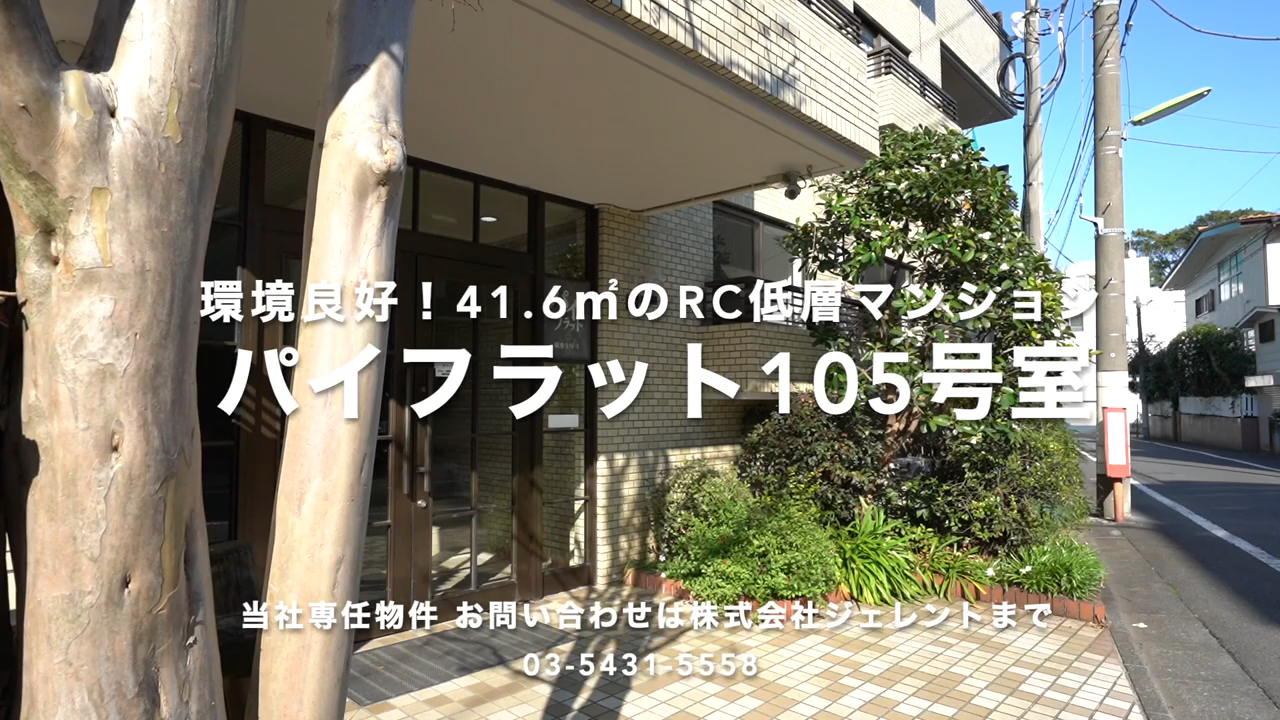 環境良好！41.6㎡のRC低層マンション
パイフラット105号室
当社専任物件 お問い合わせは株式会社ジェレントまで
03-5431-5558